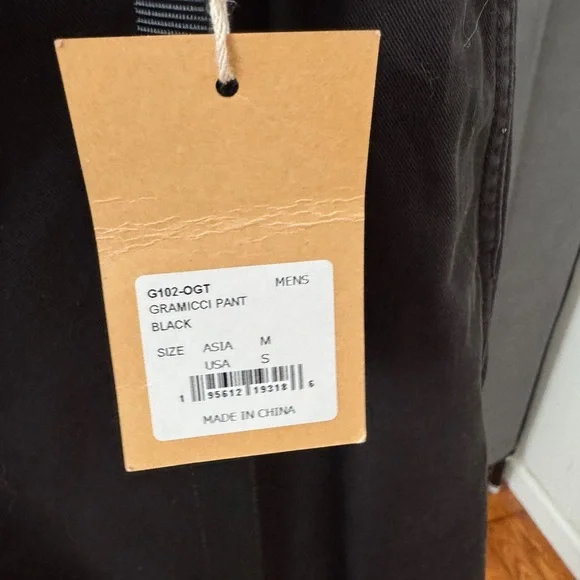 G102-OGT MENS
GRAMICCI PANT
BLACK
SIZE ASIA M
USA S
1 95612 19318 6
MADE IN CHINA